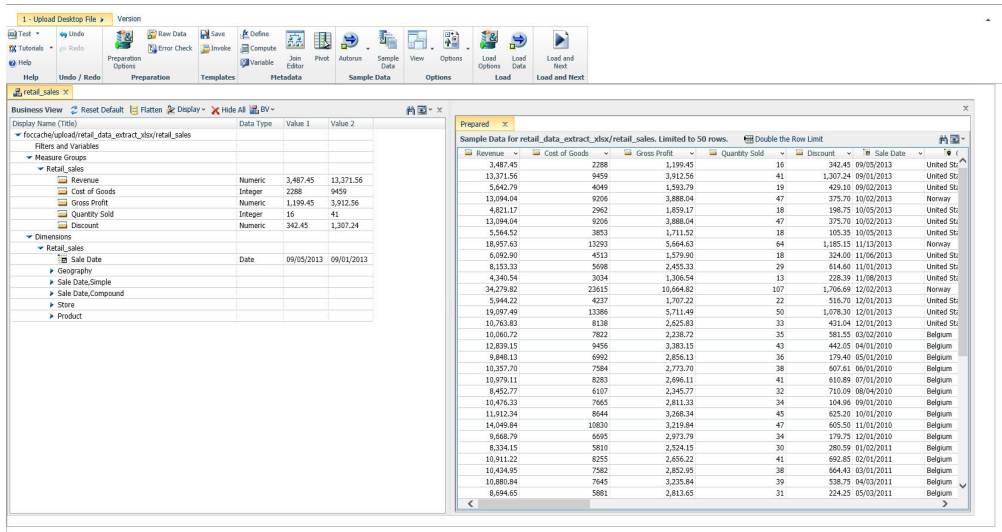 1 - Upload Desktop File
Version
Test
Undo
Raw Data
Save
Define
Tutorials
Redo
Error Check
Invoke
Compute
Help
Preparation Options
Variable
Join Editor
Pivot
Autorun
Sample Data
View
Options
Load Options
Load Data
Load and Next
Help
Undo / Redo
Preparation
Templates
Metadata
Sample Data
Options
Load
Load and Next
retail_sales
Business View Reset Default Flatten Display Hide All BV
Display Name (Title) Data Type Value 1 Value 2
foccache/upload/retail_data_extract_xlsx/retail_sales
Filters and Variables
Measure Groups
Retail_sales
Revenue Numeric 3,487.45 13,371.56
Cost of Goods Integer 2288 9459
Gross Profit Numeric 1,199.45 3,912.56
Quantity Sold Integer 16 41
Discount Numeric 342.45 1,307.24
Dimensions
Retail_sales
Sale Date Date 09/05/2013 09/01/2013
Geography
Sale Date,Simple
Sale Date,Compound
Store
Product
Prepared
Sample Data for retail_data_extract_xlsx/retail_sales. Limited to 50 rows. Double the Row Limit
Revenue Cost of Goods Gross Profit Quantity Sold Discount Sale Date
3,487.45 2288 1,199.45 16 342.45 09/05/2013 United Sta
13,371.56 9459 3,912.56 41 1,307.24 09/01/2013 United Sta
5,642.79 4049 1,593.79 19 429.10 09/02/2013 United Sta
13,094.04 9206 3,888.04 47 375.70 10/02/2013 Norway
4,821.17 2962 1,859.17 18 198.75 10/05/2013 United Sta
13,094.04 9206 3,888.04 47 375.70 10/02/2013 United Sta
5,564.52 3853 1,711.52 18 105.35 10/05/2013 United Sta
18,957.63 13293 5,664.63 64 1,185.15 11/13/2013 Norway
6,092.90 4513 1,579.90 18 324.00 11/06/2013 United Sta
8,153.33 5698 2,455.33 29 614.60 11/01/2013 United Sta
4,340.54 3034 1,306.54 13 228.39 11/08/2013 United Sta
34,279.82 23615 10,664.82 107 1,706.69 12/02/2013 Norway
5,944.22 4237 1,707.22 22 516.70 12/01/2013 United Sta
19,097.49 13386 5,711.49 50 1,078.30 12/01/2013 United Sta
10,763.83 8138 2,625.83 33 431.04 12/01/2013 United Sta
10,060.72 7822 2,238.72 35 581.55 03/02/2010 Belgium
12,839.15 9456 3,383.15 43 442.05 04/01/2010 Belgium
9,848.13 6992 2,856.13 36 179.40 05/01/2010 Belgium
10,357.70 7584 2,773.70 38 607.61 06/01/2010 Belgium
10,979.11 8283 2,696.11 41 610.89 07/01/2010 Belgium
8,452.77 6107 2,345.77 32 710.09 08/04/2010 Belgium
10,476.33 7665 2,811.33 34 104.96 09/01/2010 Belgium
11,912.34 8644 3,268.34 45 625.20 10/01/2010 Belgium
14,049.84 10830 3,219.84 47 605.50 11/01/2010 Belgium
9,668.79 6695 2,973.79 34 179.75 12/01/2010 Belgium
8,334.15 5810 2,524.15 30 280.59 01/02/2011 Belgium
10,911.22 8255 2,656.22 41 692.85 02/01/2011 Belgium
10,434.95 7582 2,852.95 38 664.43 03/01/2011 Belgium
10,880.84 7645 3,235.84 39 538.75 04/03/2011 Belgium
8,694.65 5881 2,813.65 31 224.25 05/03/2011 Belgium